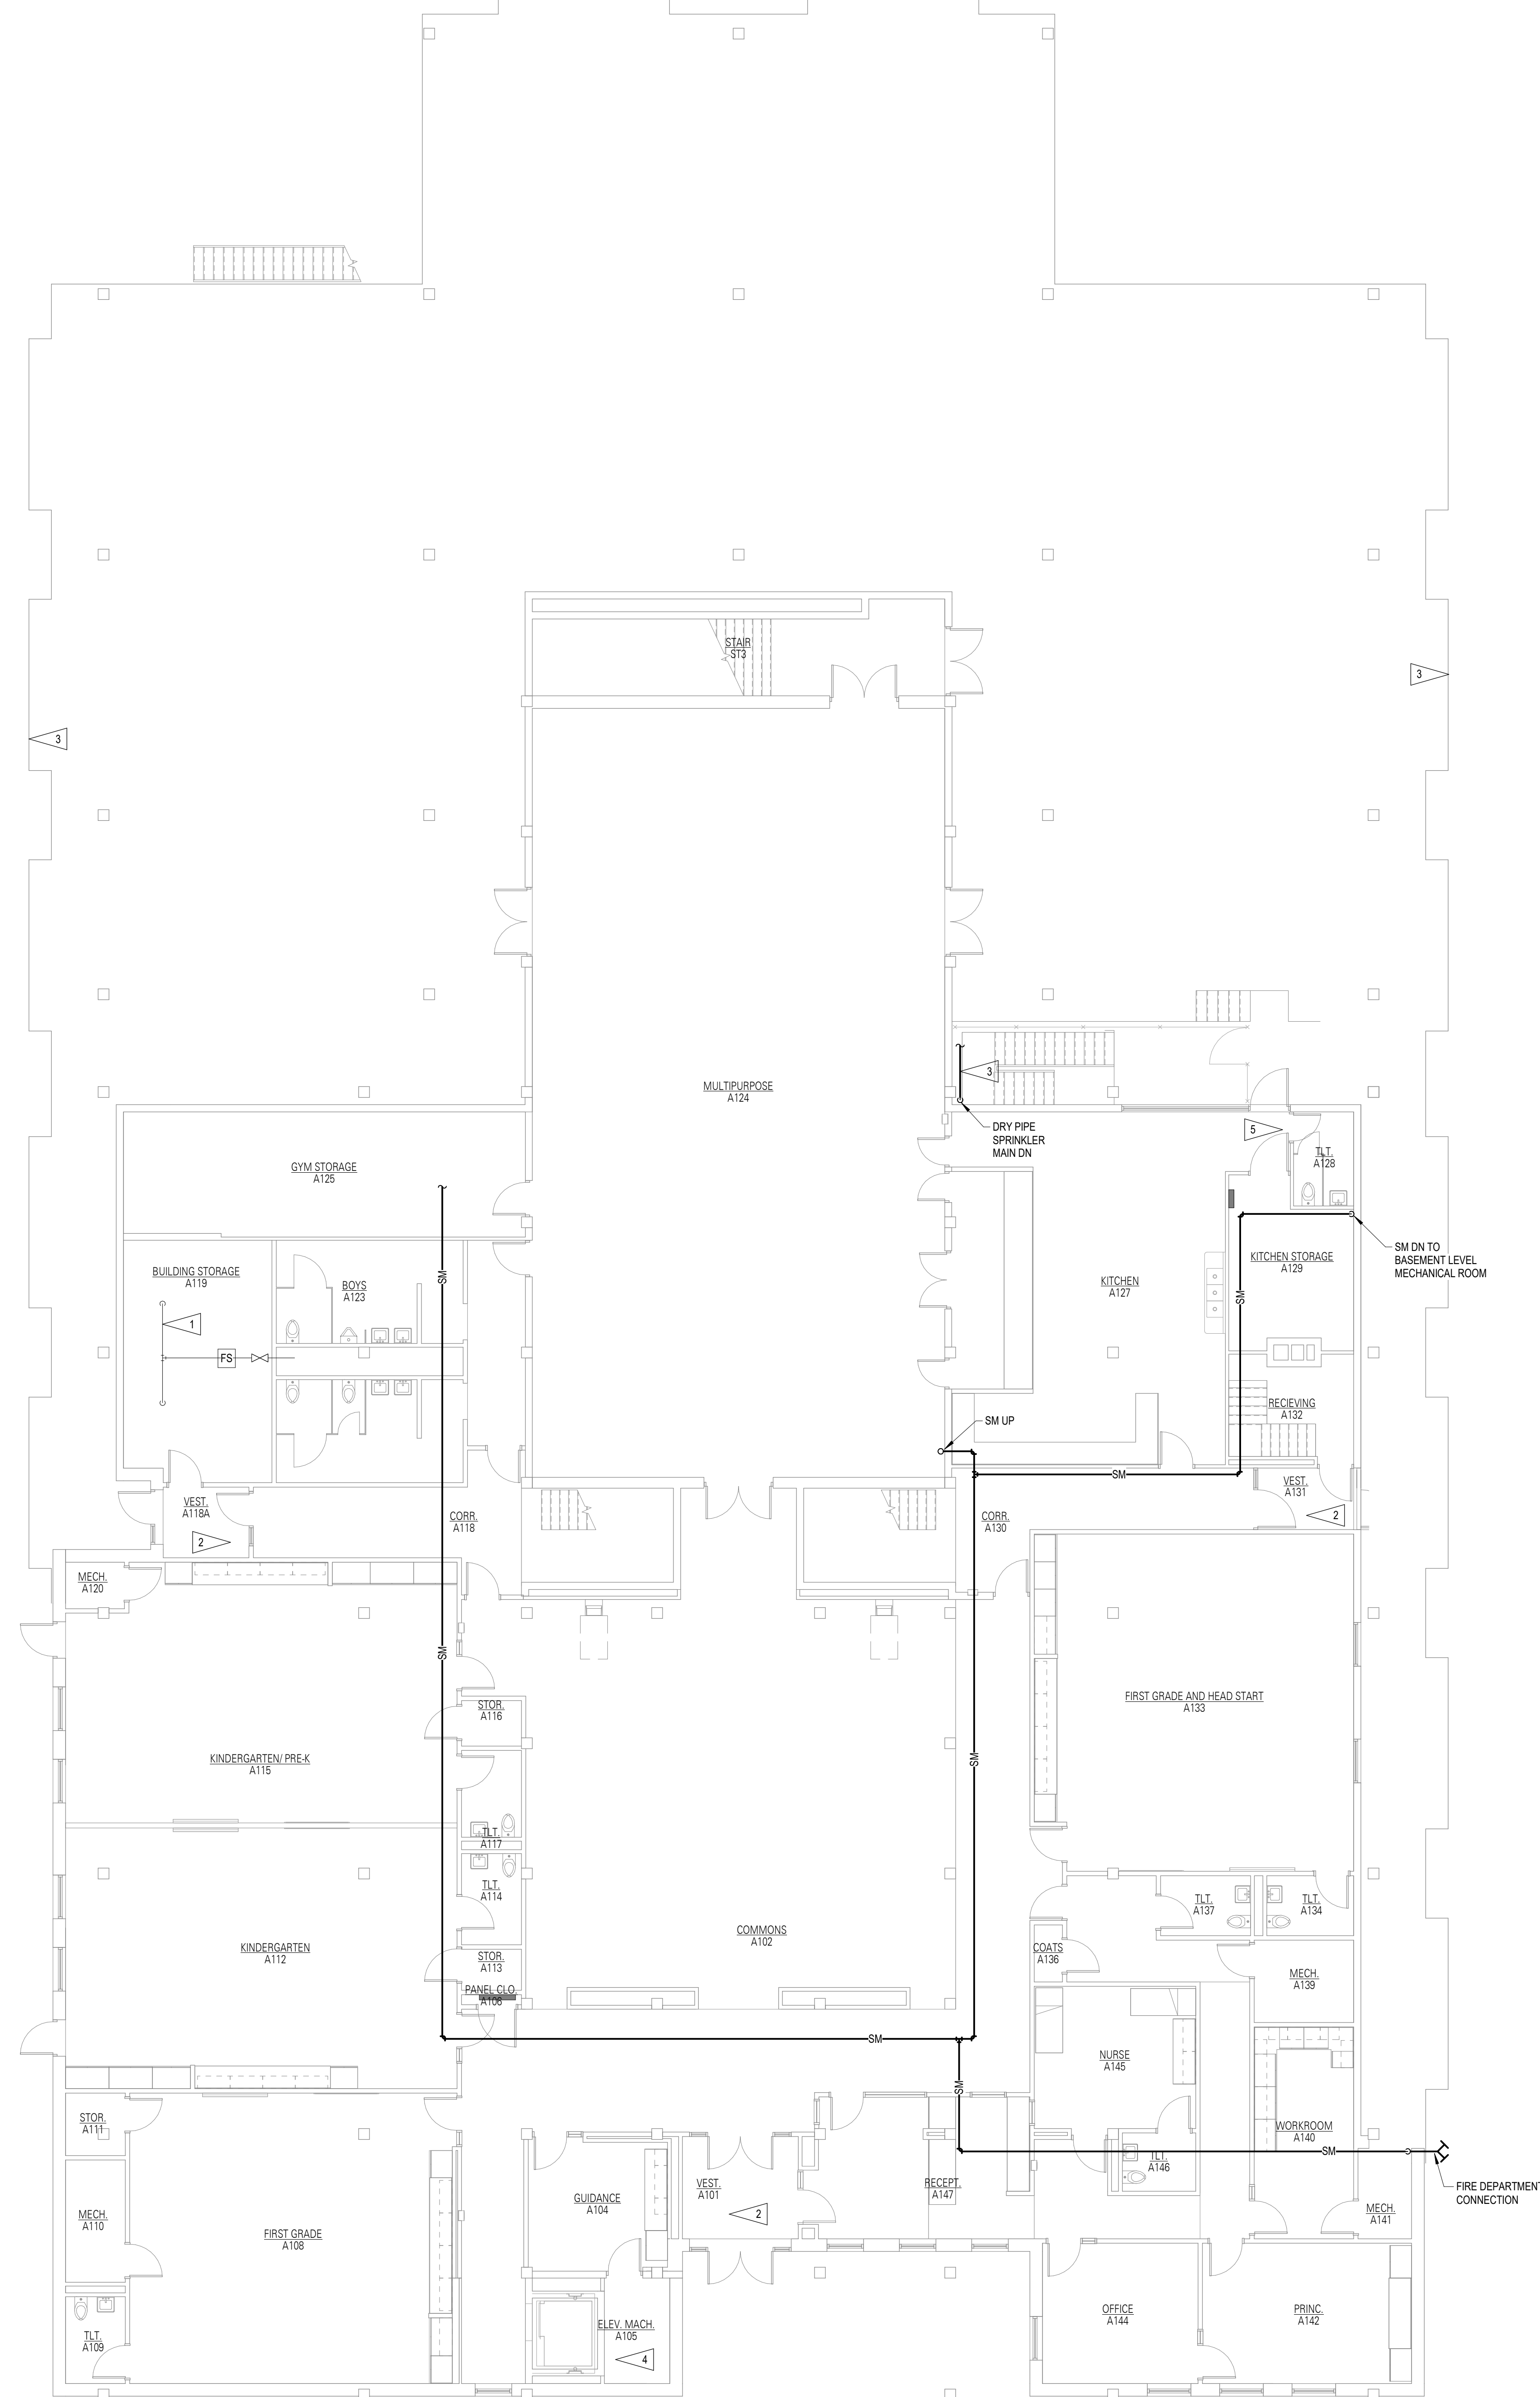 STAIR
ST3
3
3
3
MULTIPURPOSE
A124
DRY PIPE
SPRINKLER
MAIN DN
5
TLT.
A128
GYM STORAGE
A125
SM
BUILDING STORAGE
A119
BOYS
A123
1
FS
KITCHEN
A127
KITCHEN STORAGE
A129
SM
SM DN TO
BASEMENT LEVEL
MECHANICAL ROOM
RECIEVING
A132
SM UP
SM
VEST.
A131
2
VEST.
A118A
2
CORR.
A118
CORR.
A130
MECH.
A120
SM
STOR.
A116
FIRST GRADE AND HEAD START
A133
KINDERGARTEN/ PRE-K
A115
SM
TLT.
A117
TLT.
A114
TLT.
A137
TLT.
A134
COMMONS
A102
KINDERGARTEN
A112
STOR.
A113
COATS
A136
MECH.
A139
PANEL CLO.
A106
SM
SM
NURSE
A145
STOR.
A111
WORKROOM
A140
SM
TLT.
A146
FIRE DEPARTMENT
CONNECTION
VEST.
A101
2
RECEPT.
A147
GUIDANCE
A104
MECH.
A110
MECH.
A141
FIRST GRADE
A108
OFFICE
A144
PRINC.
A142
ELEV. MACH.
A105
4
TLT.
A109